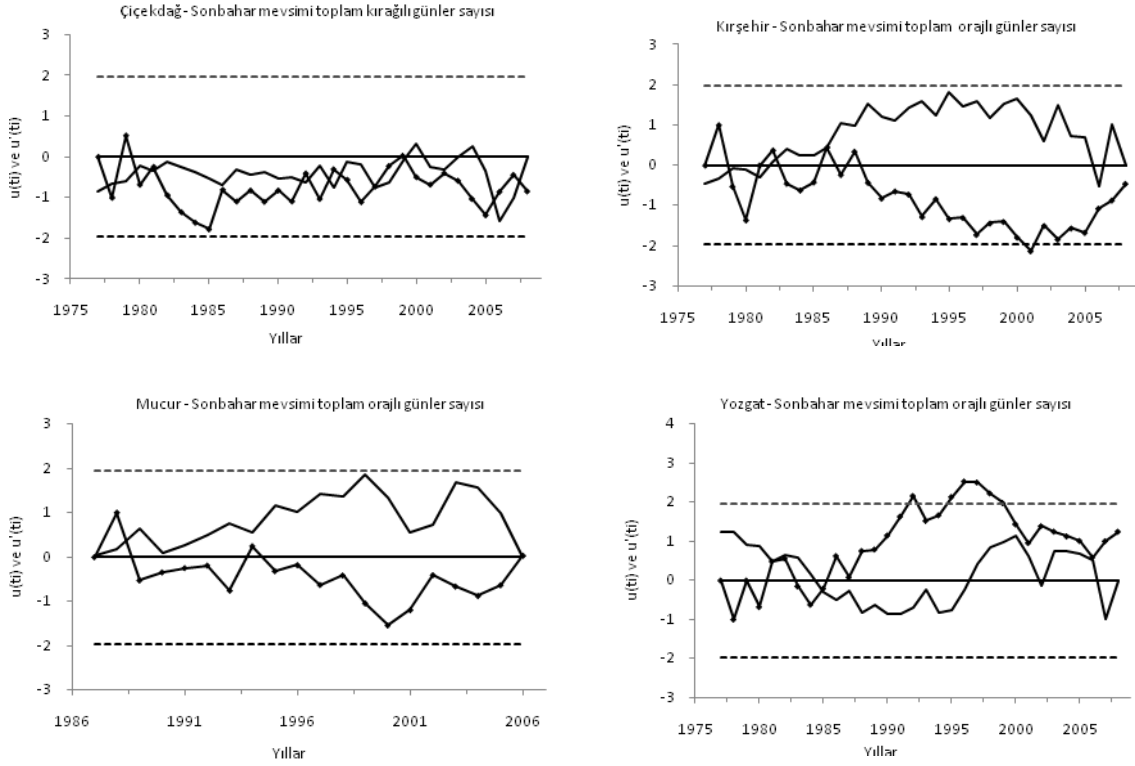 Çiçekdağ - Sonbahar mevsimi toplam kırağılı günler sayısı
u(ti) ve u'(ti)
3
2
1
0
-1
-2
-3
1975 1980 1985 1990 1995 2000 2005
Yıllar
Kırşehir - Sonbahar mevsimi toplam orajlı günler sayısı
u(ti) ve u'(ti)
3
2
1
0
-1
-2
-3
1975 1980 1985 1990 1995 2000 2005
Yıllar
Mucur - Sonbahar mevsimi toplam orajlı günler sayısı
u(ti) ve u'(ti)
3
2
1
0
-1
-2
-3
1986 1991 1996 2001 2006
Yıllar
Yozgat - Sonbahar mevsimi toplam orajlı günler sayısı
u(ti) ve u'(ti)
4
3
2
1
0
-1
-2
-3
1975 1980 1985 1990 1995 2000 2005
Yıllar